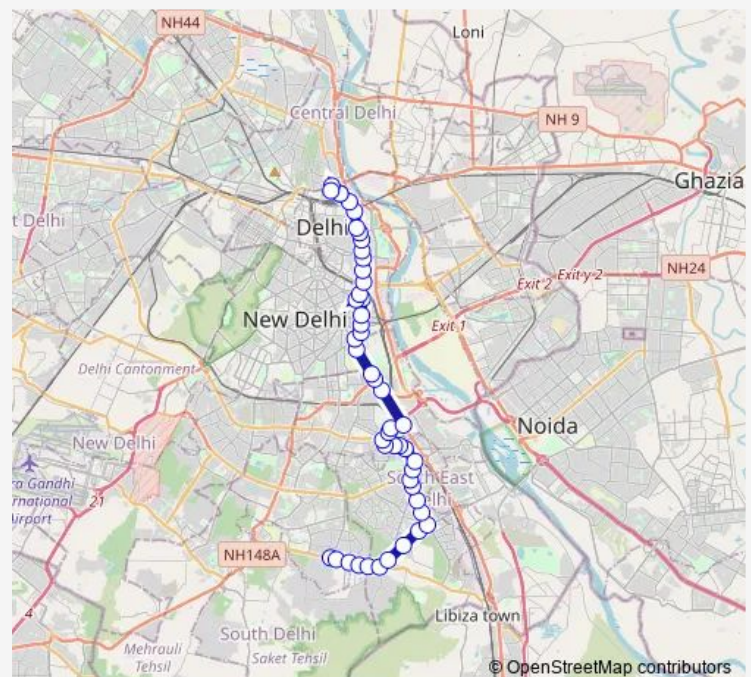 NH44
Loni
Central Delhi
NH 9
Ghazia
t Delhi
Delhi
NH24
Exit 2
Exit y 2
New Delhi
Exit 1
Delhi Cantonment
Noida
New Delhi
ra Gandhi
ernational
Airport
21
South East
Delhi
NH148A
4
Libiza town
South Delhi
Mehrauli
Tehsil
Saket Tehsil
© OpenStreetMap contributors